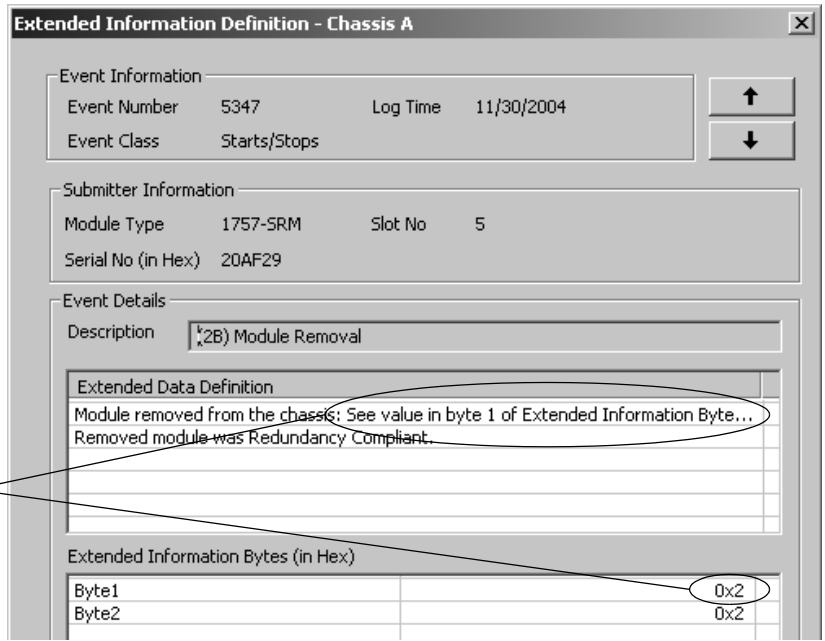 Extended Information Definition - Chassis A
Event Information
Event Number 5347 Log Time 11/30/2004
Event Class Starts/Stops
Submitter Information
Module Type 1757-SRM Slot No 5
Serial No (in Hex) 20AF29
Event Details
Description (2B) Module Removal
Extended Data Definition
Module removed from the chassis: See value in byte 1 of Extended Information Byte...
Removed module was Redundancy Compliant.
Extended Information Bytes (in Hex)
Byte1 0x2
Byte2 0x2